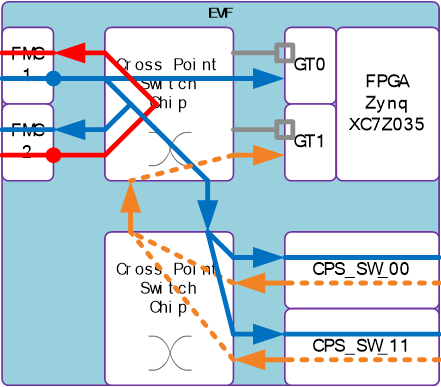 EVF
FMC
1
Cross Point
Switch
Chip
GT0
FPGA
Zynq
XC7Z035
FMC
2
GT1
Cross Point
Switch
Chip
CPS_SW_00
CPS_SW_11